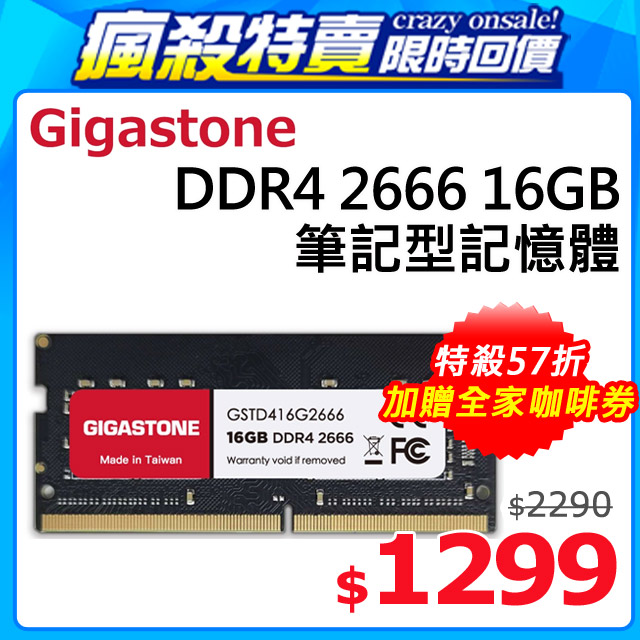 瘋殺特賣
crazy onsale!
限時回價
Gigastone
DDR4 2666 16GB
筆記型記憶體
特殺57折
加贈全家咖啡券
GIGASTONE
Made in Taiwan
GSTD416G2666
16GB DDR4 2666
Warranty void if removed
FC
$2290
$1299